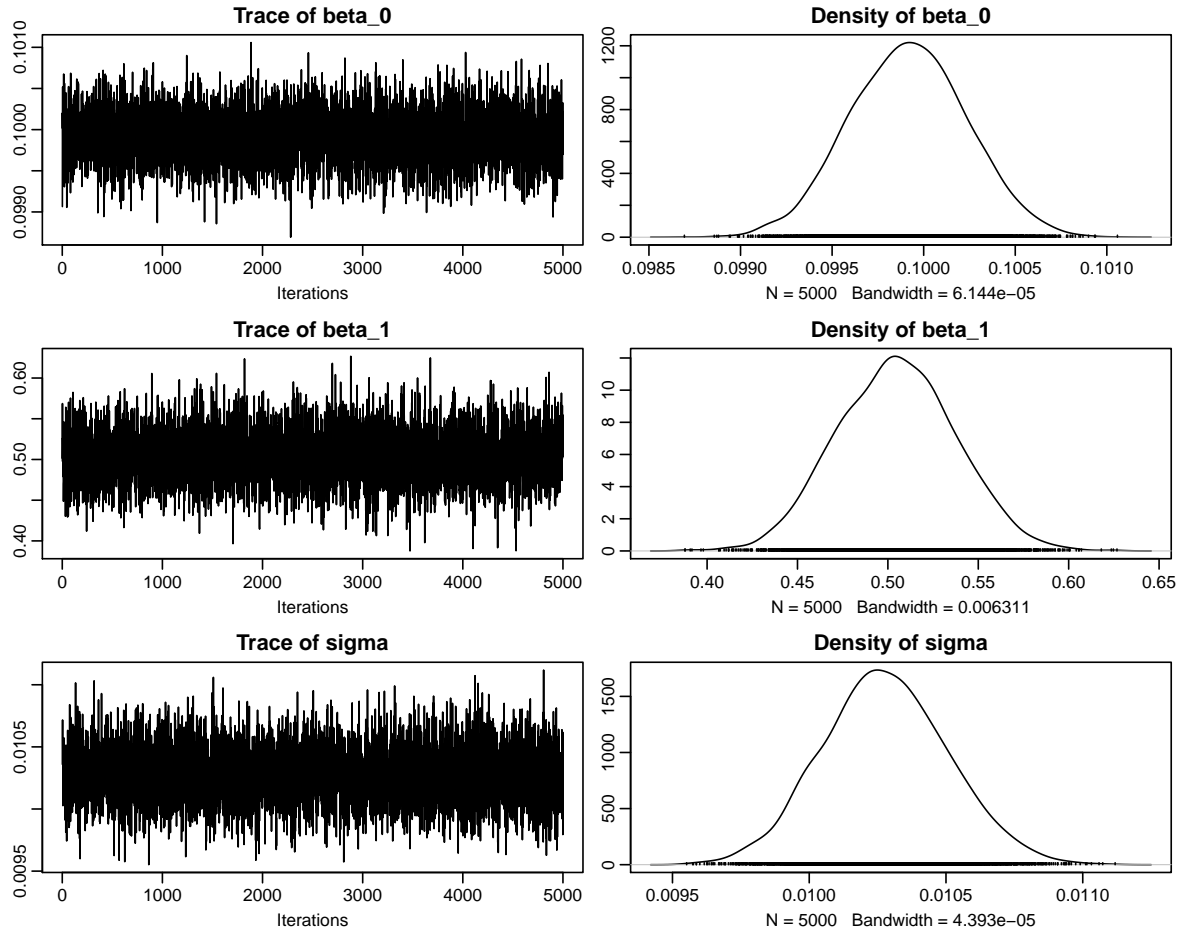 Trace of beta_0
0.0990 0.1000 0.1010
0 1000 2000 3000 4000 5000
Iterations
Density of beta_0
0 400 800 1200
0.0985 0.0990 0.0995 0.1000 0.1005 0.1010
N = 5000 Bandwidth = 6.144e−05
Trace of beta_1
0.40 0.50 0.60
0 1000 2000 3000 4000 5000
Iterations
Density of beta_1
0 2 4 6 8 10
0.40 0.45 0.50 0.55 0.60 0.65
N = 5000 Bandwidth = 0.006311
Trace of sigma
0.0095 0.0105
0 1000 2000 3000 4000 5000
Iterations
Density of sigma
0 500 1000 1500
0.0095 0.0100 0.0105 0.0110
N = 5000 Bandwidth = 4.393e−05